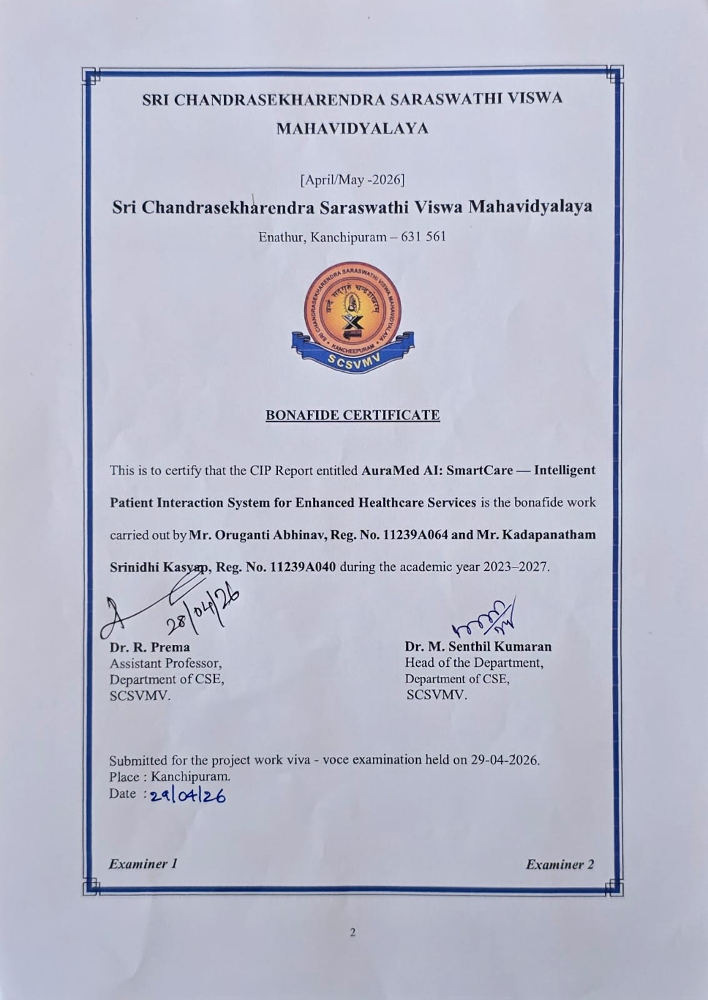 SRI CHANDRASEKHARENDRA SARASWATHI VISWA
MAHAVIDYALAYA
[April/May -2026]
Sri Chandrasekharendra Saraswathi Viswa Mahavidyalaya
Enathur, Kanchipuram – 631 561
SRI CHANDRASEKHARENDRA SARASWATHI VISWA MAHAVIDYALAYA
वन्दे सद्गुरुं चन्द्रशेखरम्
• KANCHEEPURAM •
SCSVMV
BONAFIDE CERTIFICATE
This is to certify that the CIP Report entitled AuraMed AI: SmartCare — Intelligent
Patient Interaction System for Enhanced Healthcare Services is the bonafide work
carried out by Mr. Oruganti Abhinav, Reg. No. 11239A064 and Mr. Kadapanatham
Srinidhi Kasyap, Reg. No. 11239A040 during the academic year 2023–2027.
28/04/26
Dr. R. Prema
Assistant Professor,
Department of CSE,
SCSVMV.
Dr. M. Senthil Kumaran
Head of the Department,
Department of CSE,
SCSVMV.
Submitted for the project work viva - voce examination held on 29-04-2026.
Place : Kanchipuram.
Date : 29/04/26
Examiner 1
Examiner 2
2